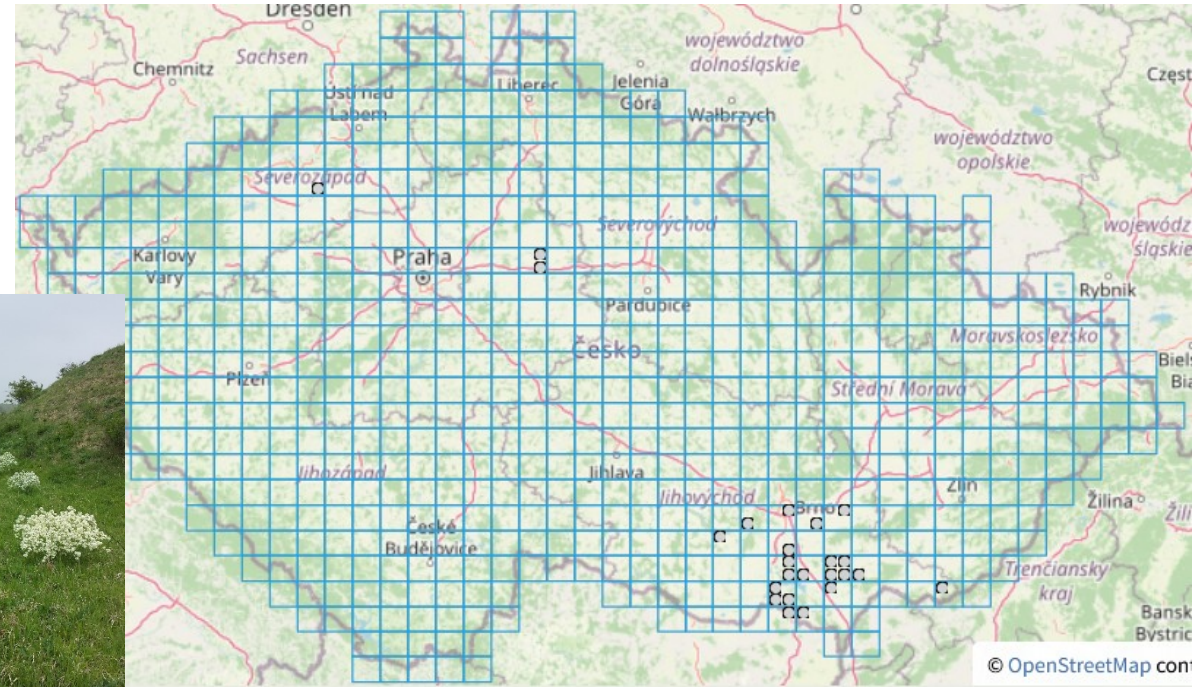 Dresden
Sachsen
Chemnitz
Ústí nad
Labem
Liberec
Jelenia
Góra
Wałbrzych
województwo
dolnośląskie
województwo
opolskie
Częst
Severozápad
Karlovy
Vary
Praha
Severovýchod
Pardubice
wojewódz
śląskie
Rybnik
Plzeň
Česko
Moravskoslezsko
Střední Morava
Biels
Bia
Jihozápad
Jihlava
Jihovýchod
Brno
Zlín
Žilina
Žili
České
Budějovice
Trenčiansky
kraj
Bansk
Bystric
© OpenStreetMap cont